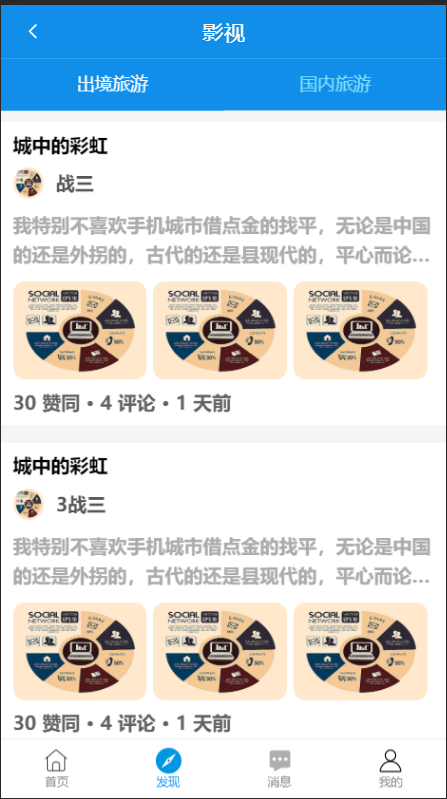 影视
出境旅游 国内旅游
城中的彩虹
战三
我特别不喜欢手机城市借点金的找平，无论是中国
的还是外拐的，古代的还是县现代的，平心而论...
SOCIAL SOCIAL SOCIAL
NETWORK NETWORK NETWORK
30 赞同 • 4 评论 • 1 天前
城中的彩虹
3战三
我特别不喜欢手机城市借点金的找平，无论是中国
的还是外拐的，古代的还是县现代的，平心而论...
SOCIAL SOCIAL SOCIAL
NETWORK NETWORK NETWORK
30 赞同 • 4 评论 • 1 天前
首页 发现 消息 我的